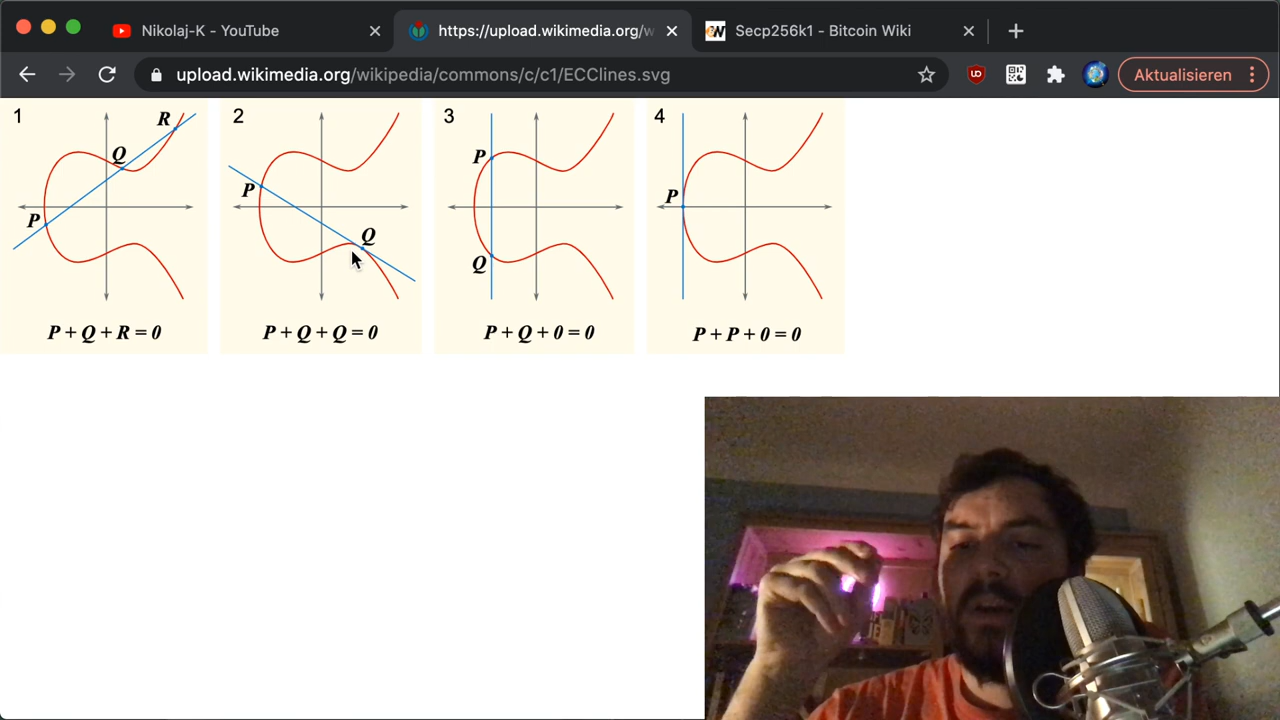 Nikolaj-K - YouTube
https://upload.wikimedia.org/w
Secp256k1 - Bitcoin Wiki
upload.wikimedia.org/wikipedia/commons/c/c1/ECClines.svg
Aktualisieren
1
R
Q
P
P + Q + R = 0
2
P
Q
P + Q + Q = 0
3
P
Q
P + Q + 0 = 0
4
P
P + P + 0 = 0